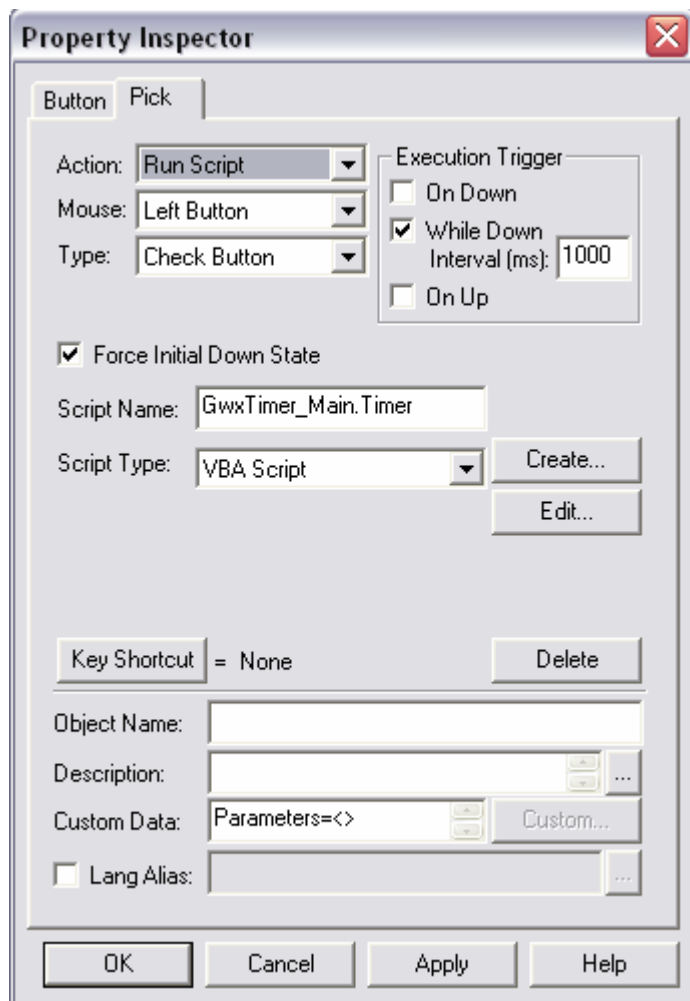 Property Inspector
Button Pick
Action: Run Script
Mouse: Left Button
Type: Check Button
Execution Trigger
On Down
While Down
Interval (ms): 1000
On Up
Force Initial Down State
Script Name: GwxTimer_Main.Timer
Script Type: VBA Script
Create...
Edit...
Key Shortcut = None Delete
Object Name:
Description: ...
Custom Data: Parameters=<> Custom...
Lang Alias: ...
OK Cancel Apply Help